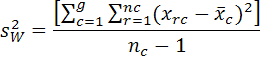 s_W^2 = [∑_{c=1}^{g} ∑_{r=1}^{nc} (x_{rc} − x̄_c)^2] / (n_c − 1)